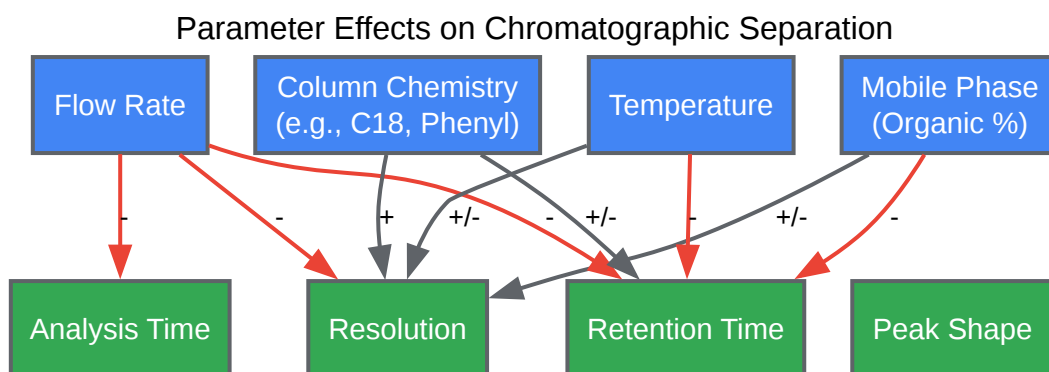 Parameter Effects on Chromatographic Separation
Flow Rate
Column Chemistry
(e.g., C18, Phenyl)
Temperature
Mobile Phase
(Organic %)
-
-
+
+/-
-
+/-
-
+/-
-
Analysis Time
Resolution
Retention Time
Peak Shape